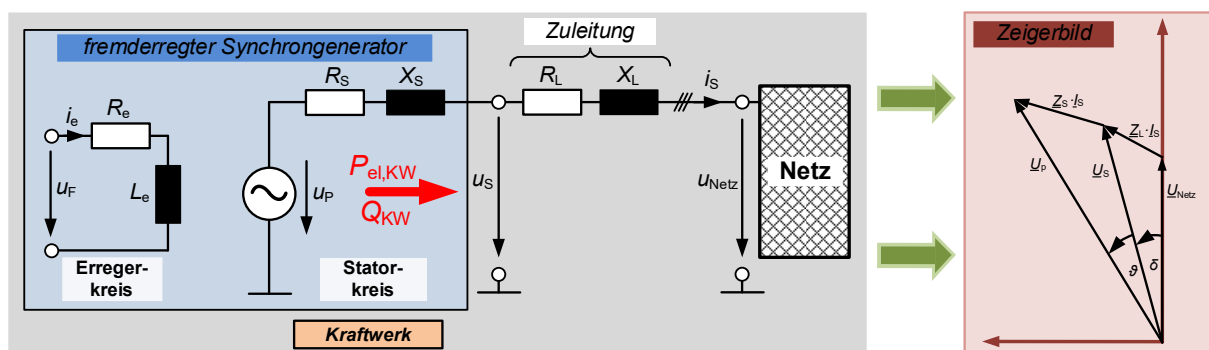 fremderregter Synchrongenerator
Zuleitung
Zeigerbild
R_S
X_S
R_L
X_L
i_S
i_e
R_e
Z_S·I_S
Z_L·I_S
P_el,KW
Q_KW
u_F
L_e
u_P
u_S
u_Netz
Netz
U_p
U_S
U_Netz
ϑ
δ
Erreger-
kreis
Stator-
kreis
Kraftwerk